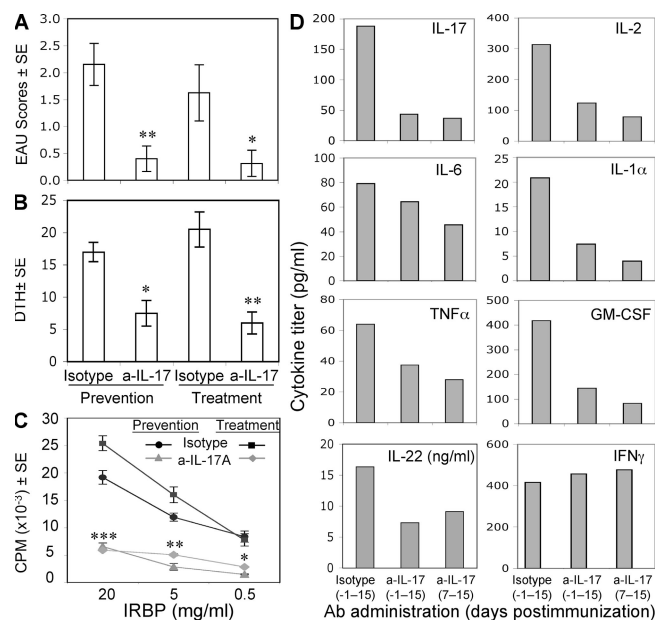 A
EAU Scores ± SE
3.0
2.5
2.0
1.5
1.0
0.5
0.0
**
*
B
DTH± SE
25
20
15
10
5
0
*
**
Isotype a-IL-17 Isotype a-IL-17
Prevention Treatment
C
CPM (x10⁻³) ± SE
30
25
20
15
10
5
0
Prevention Treatment
Isotype
a-IL-17A
***
**
*
20 5 0.5
IRBP (mg/ml)
D
Cytokine titer (pg/ml)
IL-17
200
150
100
50
0
IL-2
400
300
200
100
0
IL-6
100
80
60
40
20
0
IL-1α
25
20
15
10
5
0
TNFα
80
60
40
20
0
GM-CSF
500
400
300
200
100
0
IL-22 (ng/ml)
20
15
10
5
0
IFNγ
600
400
200
0
Isotype a-IL-17 a-IL-17 Isotype a-IL-17 a-IL-17
(-1–15) (-1–15) (7–15) (-1–15) (-1–15) (7–15)
Ab administration (days postimmunization)